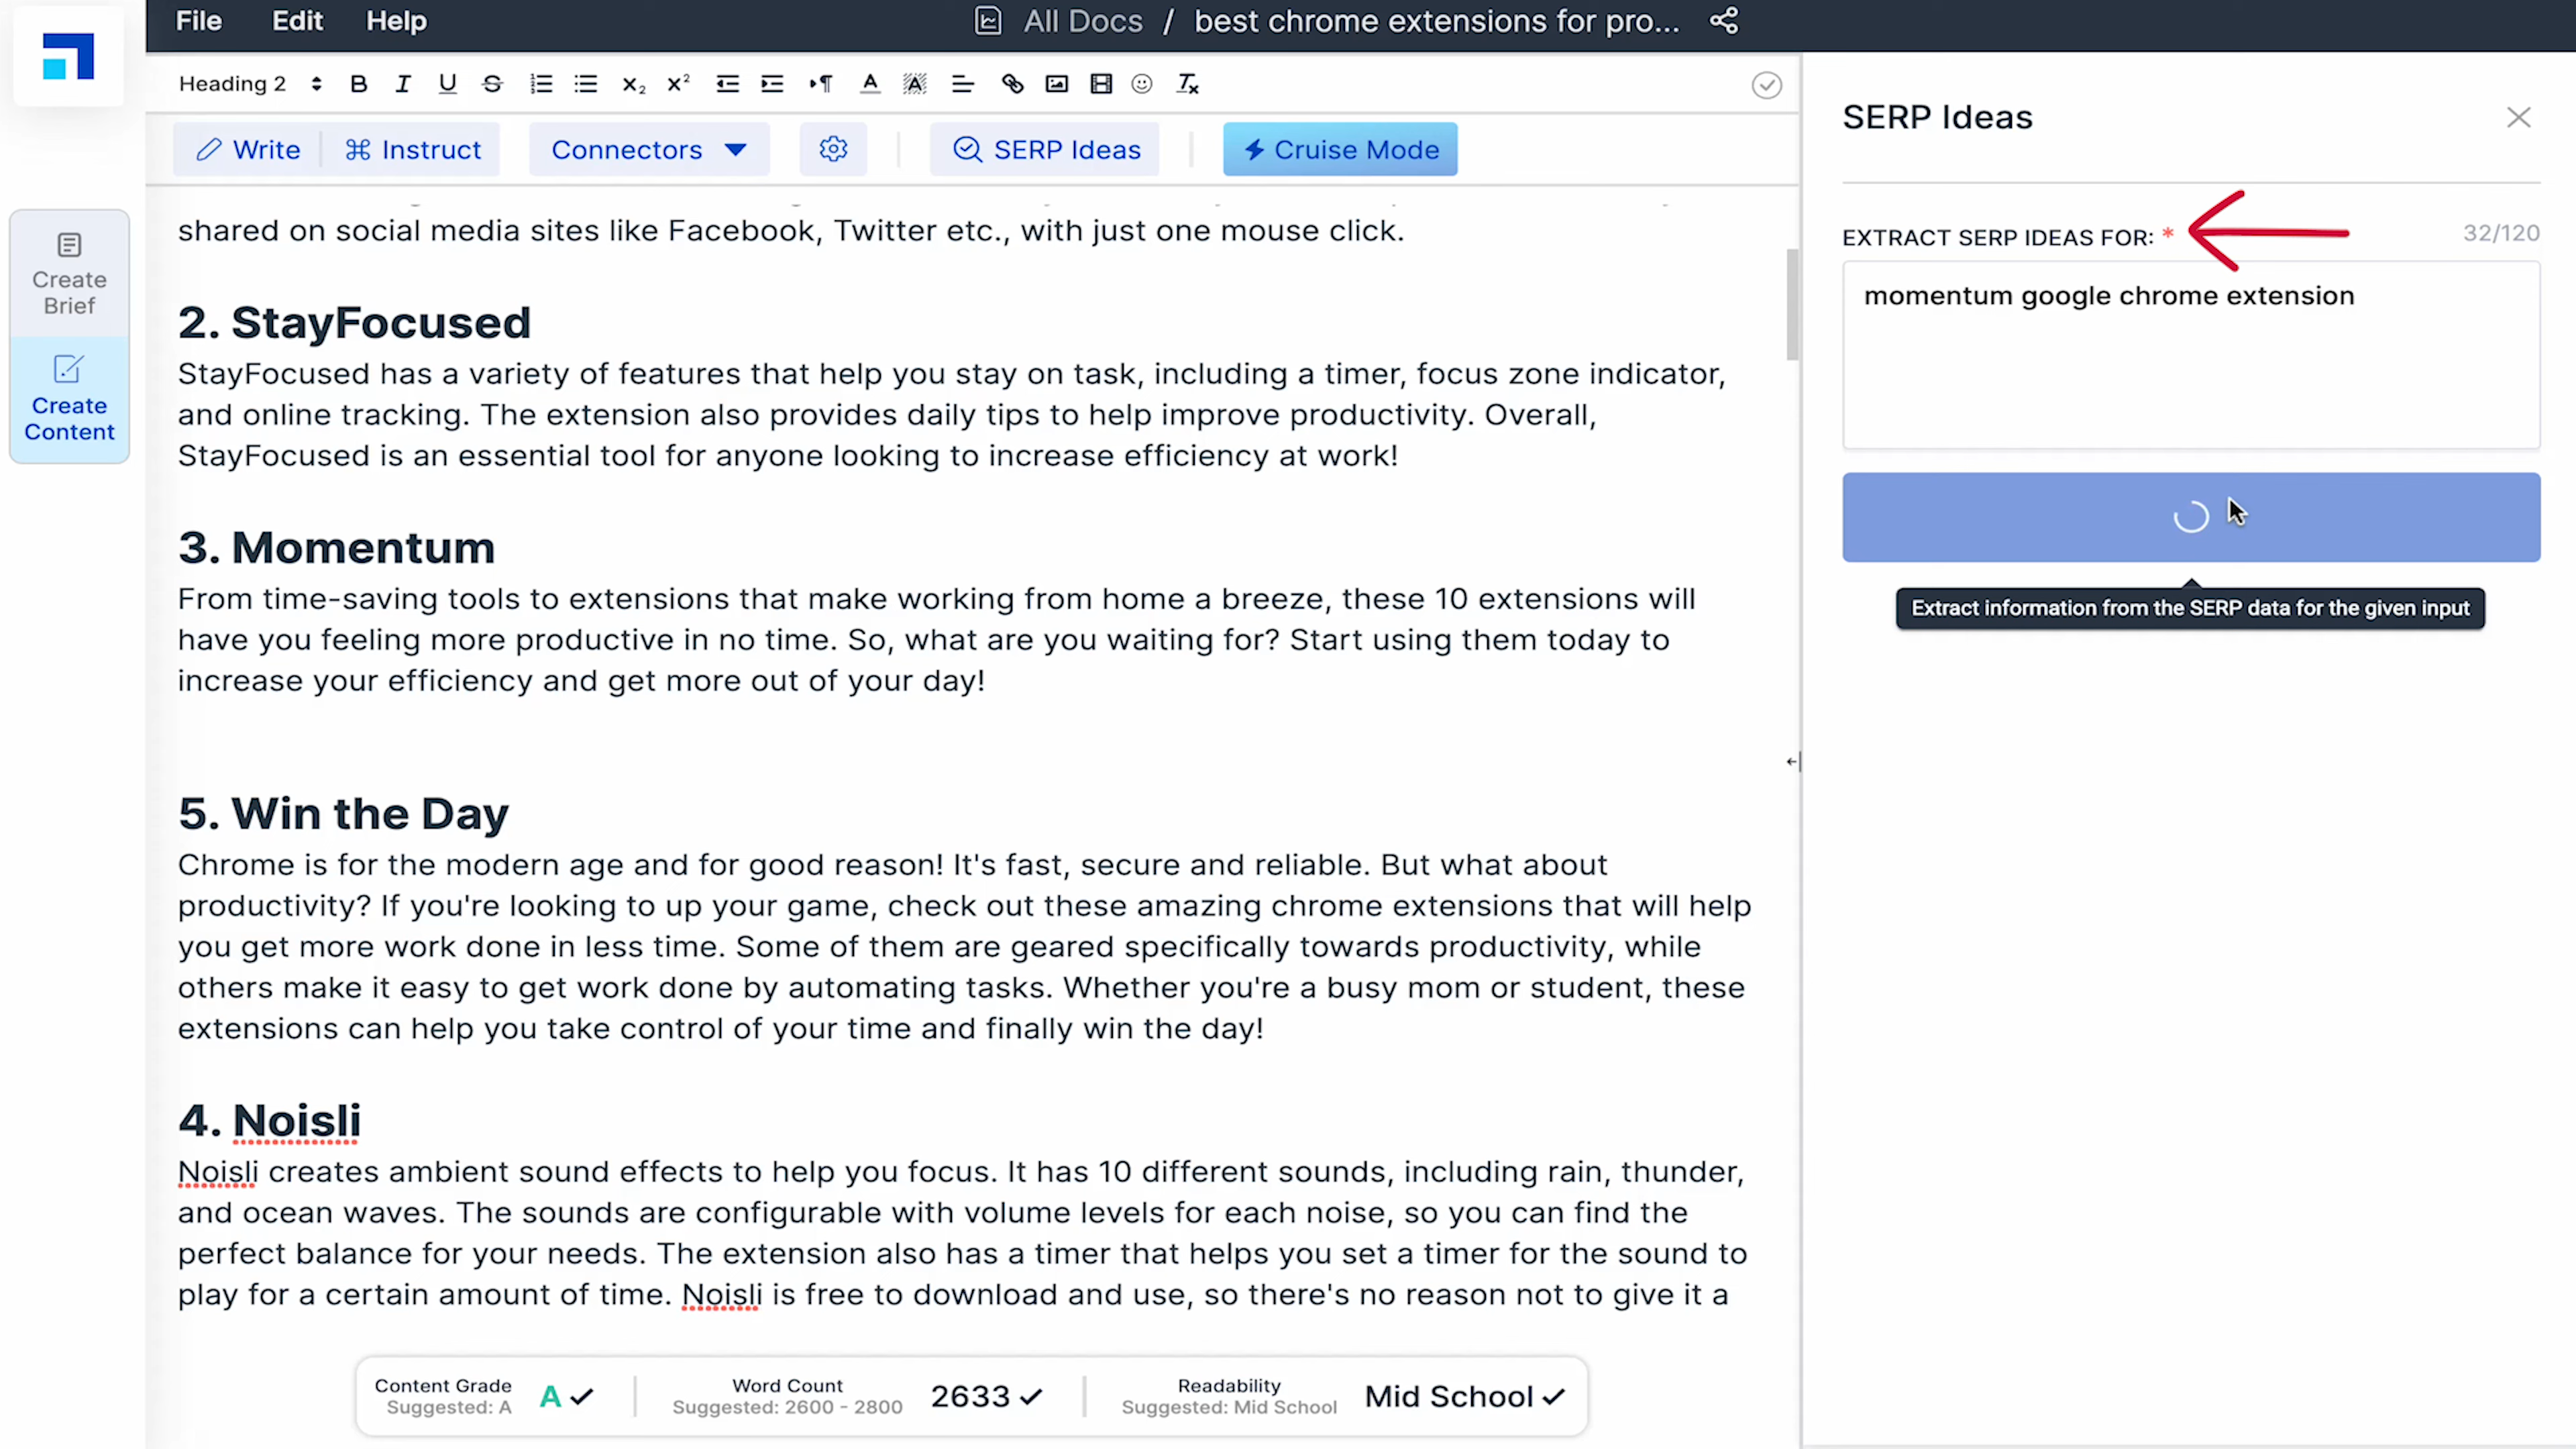 File Edit Help
All Docs / best chrome extensions for pro...
Heading 2
Write Instruct Connectors SERP Ideas Cruise Mode
Create
Brief
Create
Content
shared on social media sites like Facebook, Twitter etc., with just one mouse click.
2. StayFocused
StayFocused has a variety of features that help you stay on task, including a timer, focus zone indicator,
and online tracking. The extension also provides daily tips to help improve productivity. Overall,
StayFocused is an essential tool for anyone looking to increase efficiency at work!
3. Momentum
From time-saving tools to extensions that make working from home a breeze, these 10 extensions will
have you feeling more productive in no time. So, what are you waiting for? Start using them today to
increase your efficiency and get more out of your day!
5. Win the Day
Chrome is for the modern age and for good reason! It's fast, secure and reliable. But what about
productivity? If you're looking to up your game, check out these amazing chrome extensions that will help
you get more work done in less time. Some of them are geared specifically towards productivity, while
others make it easy to get work done by automating tasks. Whether you're a busy mom or student, these
extensions can help you take control of your time and finally win the day!
4. Noisli
Noisli creates ambient sound effects to help you focus. It has 10 different sounds, including rain, thunder,
and ocean waves. The sounds are configurable with volume levels for each noise, so you can find the
perfect balance for your needs. The extension also has a timer that helps you set a timer for the sound to
play for a certain amount of time. Noisli is free to download and use, so there's no reason not to give it a
Content Grade
Suggested: A
A
Word Count
Suggested: 2600 - 2800
2633
Readability
Suggested: Mid School
Mid School
SERP Ideas
EXTRACT SERP IDEAS FOR: * 32/120
momentum google chrome extension
Extract information from the SERP data for the given input